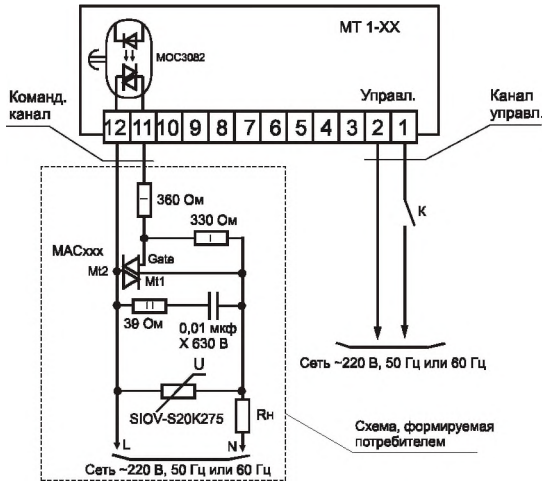 МТ 1-ХХ
МОС3082
Команд.
канал
Управл.
Канал
управл.
12 11 10 9 8 7 6 5 4 3 2 1
360 Ом
330 Ом
К
МАСххх
Gata
Mt2
Mt1
39 Ом
0,01 мкф
Х 630 В
Сеть ~220 В, 50 Гц или 60 Гц
U
SIOV-S20K275
Rн
L
N
Схема, формируемая
потребителем
Сеть ~220 В, 50 Гц или 60 Гц